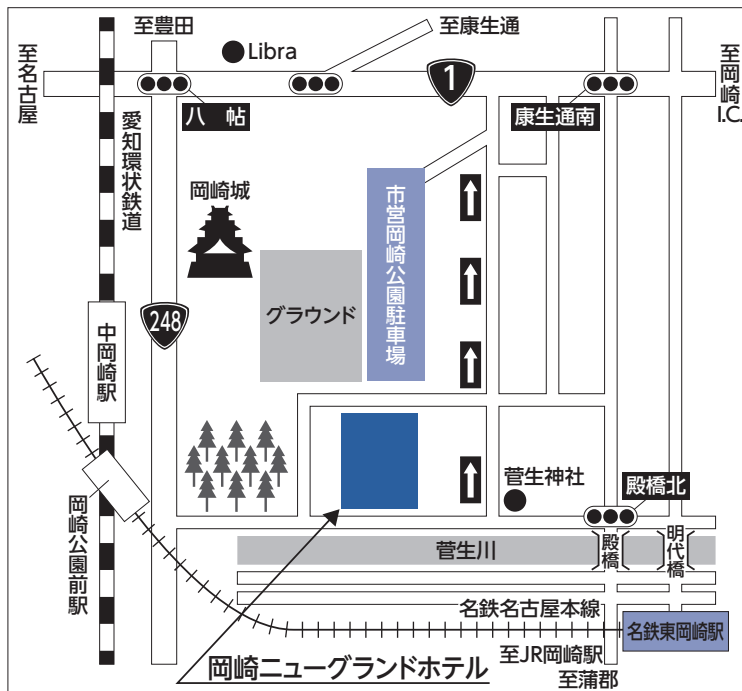 至豊田
至康生通
Libra
至名古屋
至岡崎I.C.
1
八 帖
康生通南
愛知環状鉄道
岡崎城
市営岡崎公園駐車場
グラウンド
248
中岡崎駅
菅生神社
殿橋北
岡崎公園前駅
菅生川
殿橋
明代橋
名鉄名古屋本線
名鉄東岡崎駅
至JR岡崎駅
岡崎ニューグランドホテル
至蒲郡